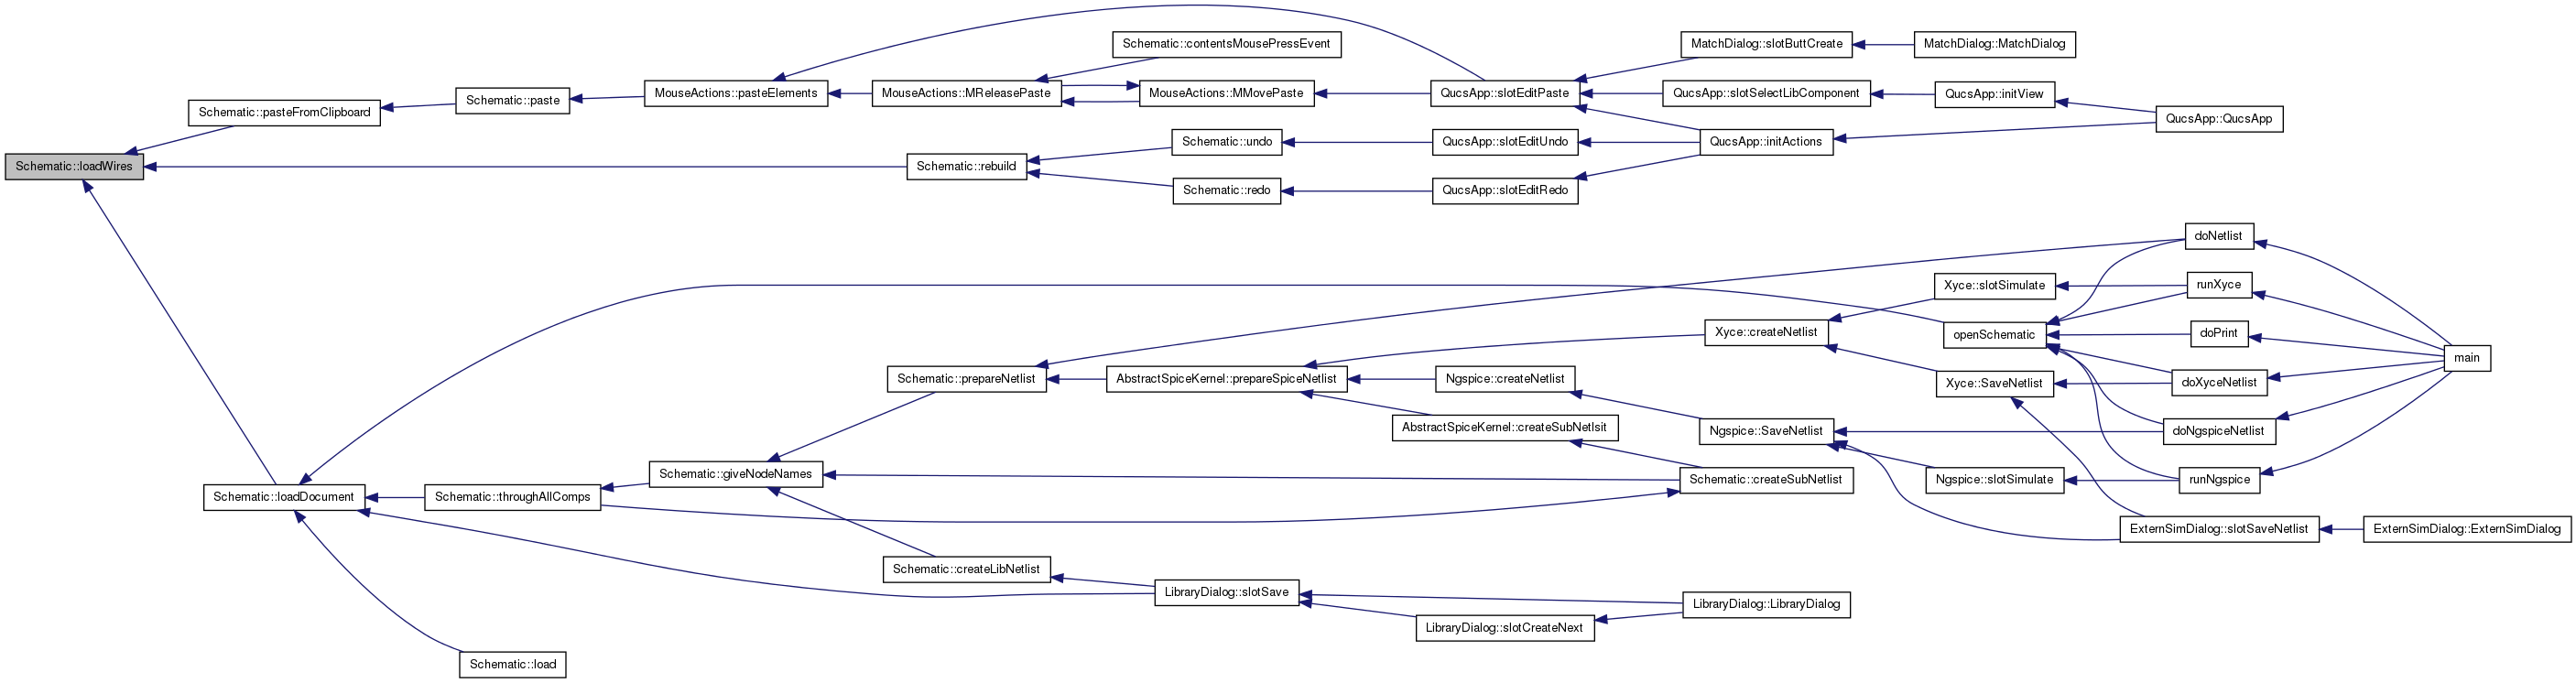 Schematic::loadWires
Schematic::pasteFromClipboard
Schematic::paste
MouseActions::pasteElements
MouseActions::MReleasePaste
Schematic::contentsMousePressEvent
MouseActions::MMovePaste
QucsApp::slotEditPaste
MatchDialog::slotButtCreate
MatchDialog::MatchDialog
QucsApp::slotSelectLibComponent
QucsApp::initView
QucsApp::QucsApp
QucsApp::initActions
Schematic::rebuild
Schematic::undo
QucsApp::slotEditUndo
Schematic::redo
QucsApp::slotEditRedo
Schematic::loadDocument
openSchematic
doNetlist
runXyce
doPrint
doXyceNetlist
doNgspiceNetlist
runNgspice
main
Schematic::throughAllComps
Schematic::giveNodeNames
Schematic::prepareNetlist
AbstractSpiceKernel::prepareSpiceNetlist
Xyce::createNetlist
Xyce::slotSimulate
Xyce::SaveNetlist
Ngspice::createNetlist
Ngspice::SaveNetlist
Ngspice::slotSimulate
AbstractSpiceKernel::createSubNetlsit
Schematic::createSubNetlist
ExternSimDialog::slotSaveNetlist
ExternSimDialog::ExternSimDialog
Schematic::createLibNetlist
LibraryDialog::slotSave
LibraryDialog::slotCreateNext
LibraryDialog::LibraryDialog
Schematic::load